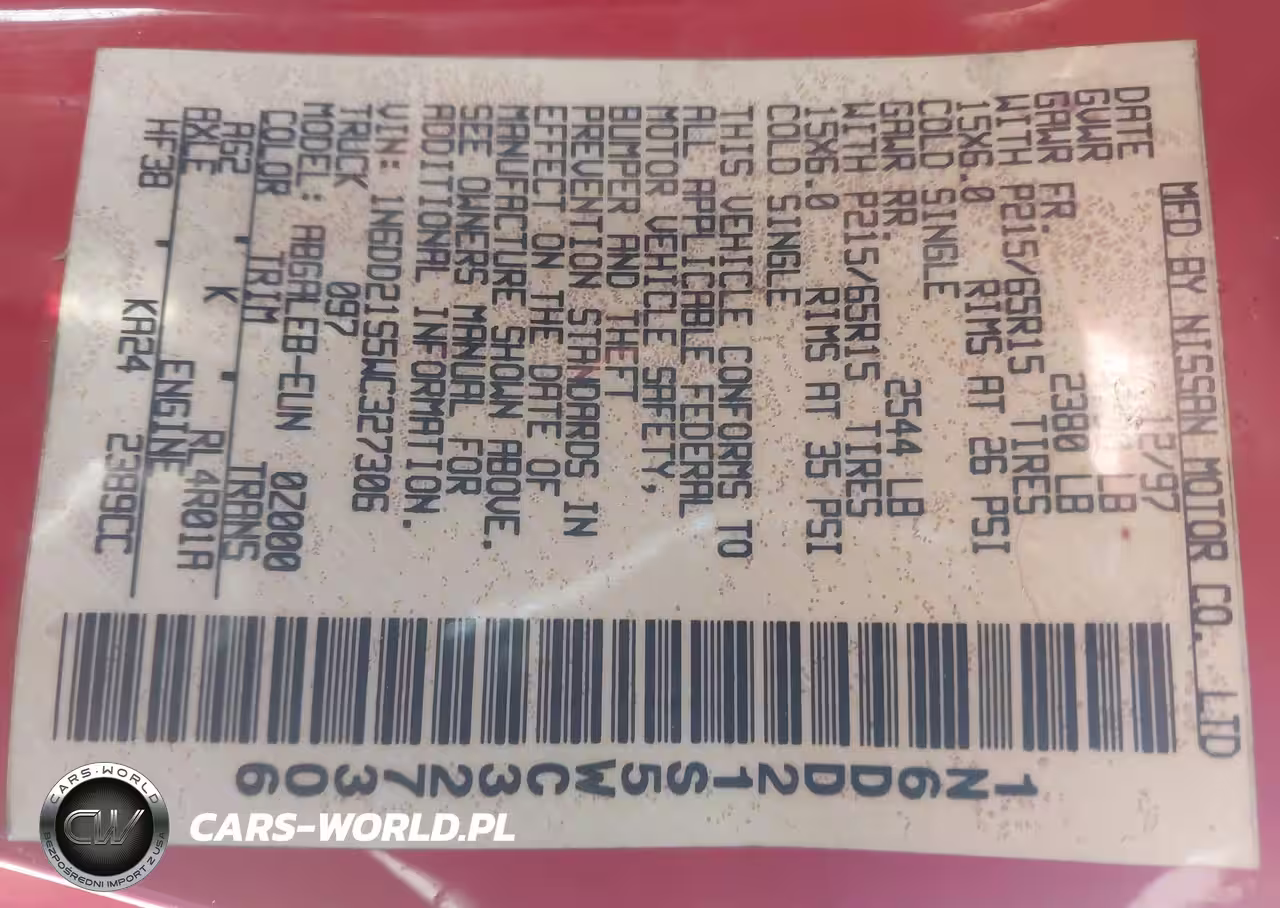 MFD BY NISSAN MOTOR CO., LTD
DATE 12/97
GVWR LB
GAWR FR. 2380 LB
WITH P215/65R15 TIRES
15X6.0 RIMS AT 26 PSI
COLD SINGLE
GAWR RR. 2544 LB
WITH P215/65R15 TIRES
15X6.0 RIMS AT 35 PSI
COLD SINGLE
THIS VEHICLE CONFORMS TO
ALL APPLICABLE FEDERAL
MOTOR VEHICLE SAFETY,
BUMPER AND THEFT
PREVENTION STANDARDS IN
EFFECT ON THE DATE OF
MANUFACTURE SHOWN ABOVE.
SEE OWNERS MANUAL FOR
ADDITIONAL INFORMATION.
VIN: 1N6DD21S5WC327306
TRUCK 097
MODEL: ABGALEB-EUN 0Z000
COLOR TRIM TRANS
AG2 K RL4R01A
AXLE ENGINE
HF38 KA24 2389CC
1N6DD21S5WC327306
CARS-WORLD
CW
BEZPOŚREDNI IMPORT Z USA
CARS-WORLD.PL